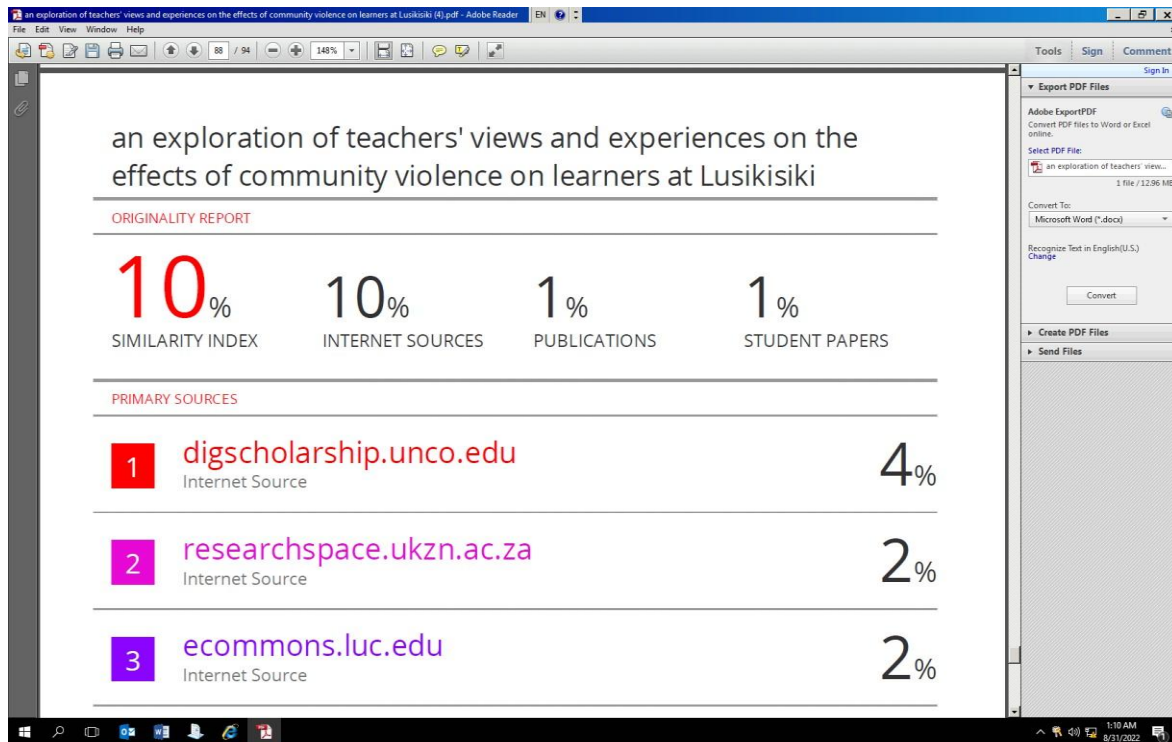 an exploration of teachers' views and experiences on the effects of community violence on learners at Lusikisiki (4).pdf - Adobe Reader
EN
File Edit View Window Help
88 / 94 148%
Tools Sign Comment
Sign In
Export PDF Files
Adobe ExportPDF
Convert PDF files to Word or Excel
online.
Select PDF File:
an exploration of teachers' view...
1 file / 12.96 MB
Convert To:
Microsoft Word (*.docx)
Recognize Text in English(U.S.)
Change
Convert
Create PDF Files
Send Files
an exploration of teachers' views and experiences on the
effects of community violence on learners at Lusikisiki
ORIGINALITY REPORT
10% 10% 1% 1%
SIMILARITY INDEX INTERNET SOURCES PUBLICATIONS STUDENT PAPERS
PRIMARY SOURCES
1 digscholarship.unco.edu 4%
Internet Source
2 researchspace.ukzn.ac.za 2%
Internet Source
3 ecommons.luc.edu 2%
Internet Source
1:10 AM
8/31/2022